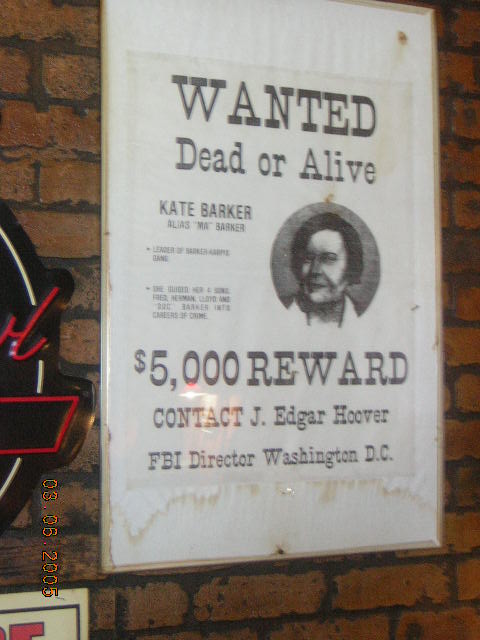 WANTED
Dead or Alive
KATE BARKER
ALIAS "MA" BARKER
LEADER OF BARKER-KARPIS
GANG.
SHE GUIDED HER 4 SONS,
FRED, HERMAN, LLOYD AND
"DOC" BARKER INTO
CAREERS OF CRIME.
$5,000 REWARD
CONTACT J. Edgar Hoover
FBI Director Washington D.C.
03.06.2005